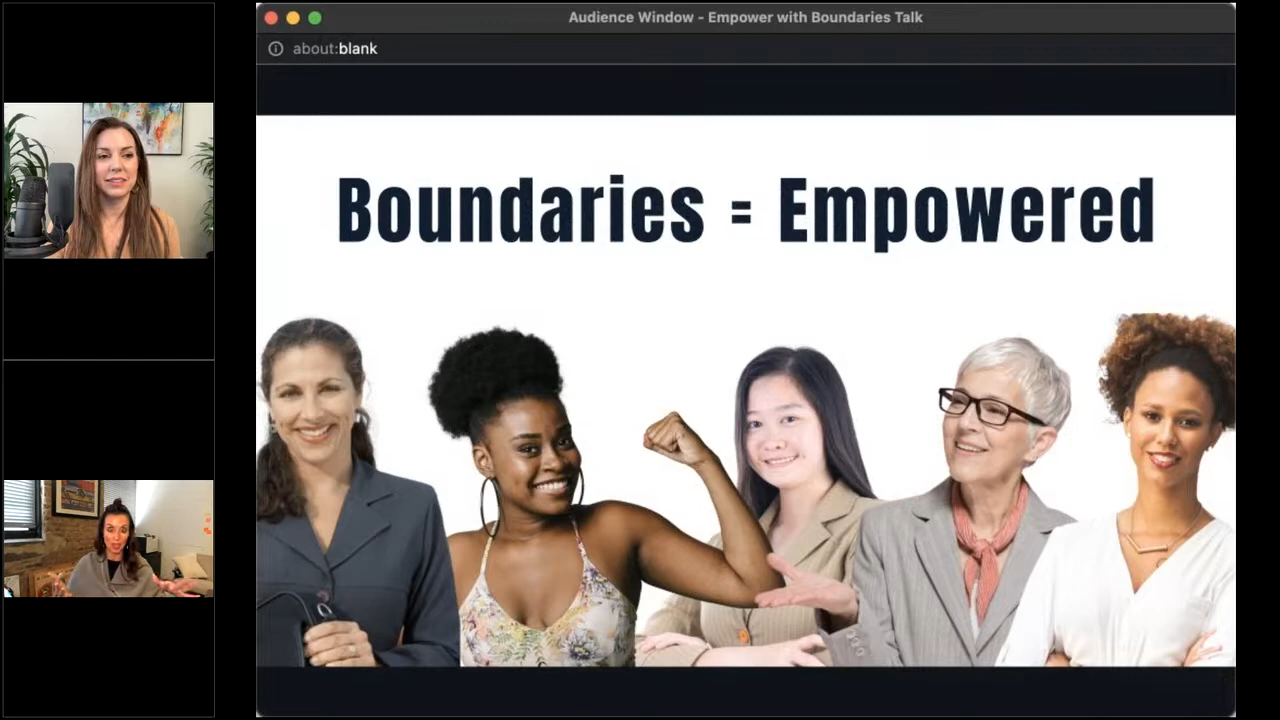 Audience Window - Empower with Boundaries Talk
about:blank
Boundaries = Empowered